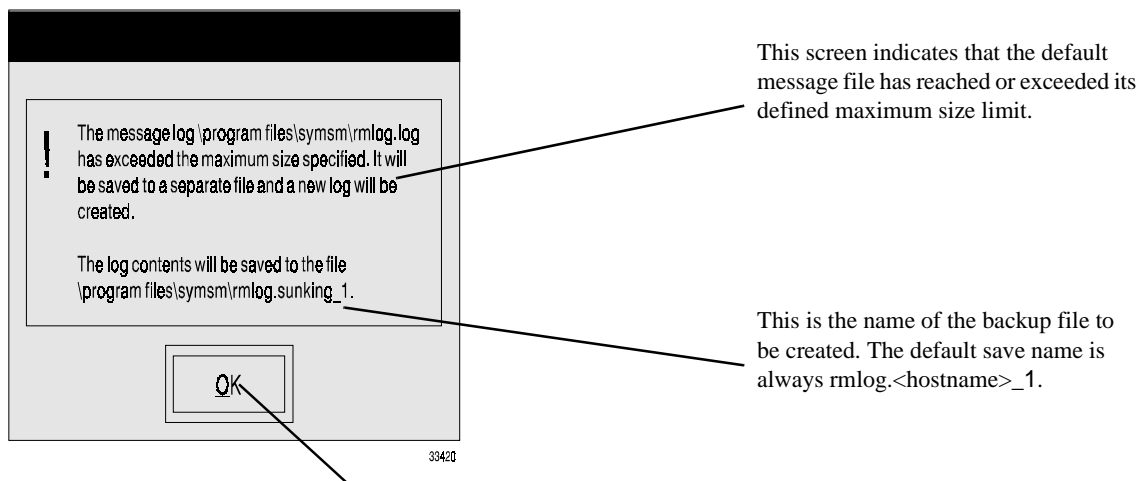 The message log \program files\symsm\rmlog.log
has exceeded the maximum size specified. It will
be saved to a separate file and a new log will be
created.
The log contents will be saved to the file
\program files\symsm\rmlog.sunking_1.
OK
33420
This screen indicates that the default
message file has reached or exceeded its
defined maximum size limit.
This is the name of the backup file to
be created. The default save name is
always rmlog.<hostname>_1.